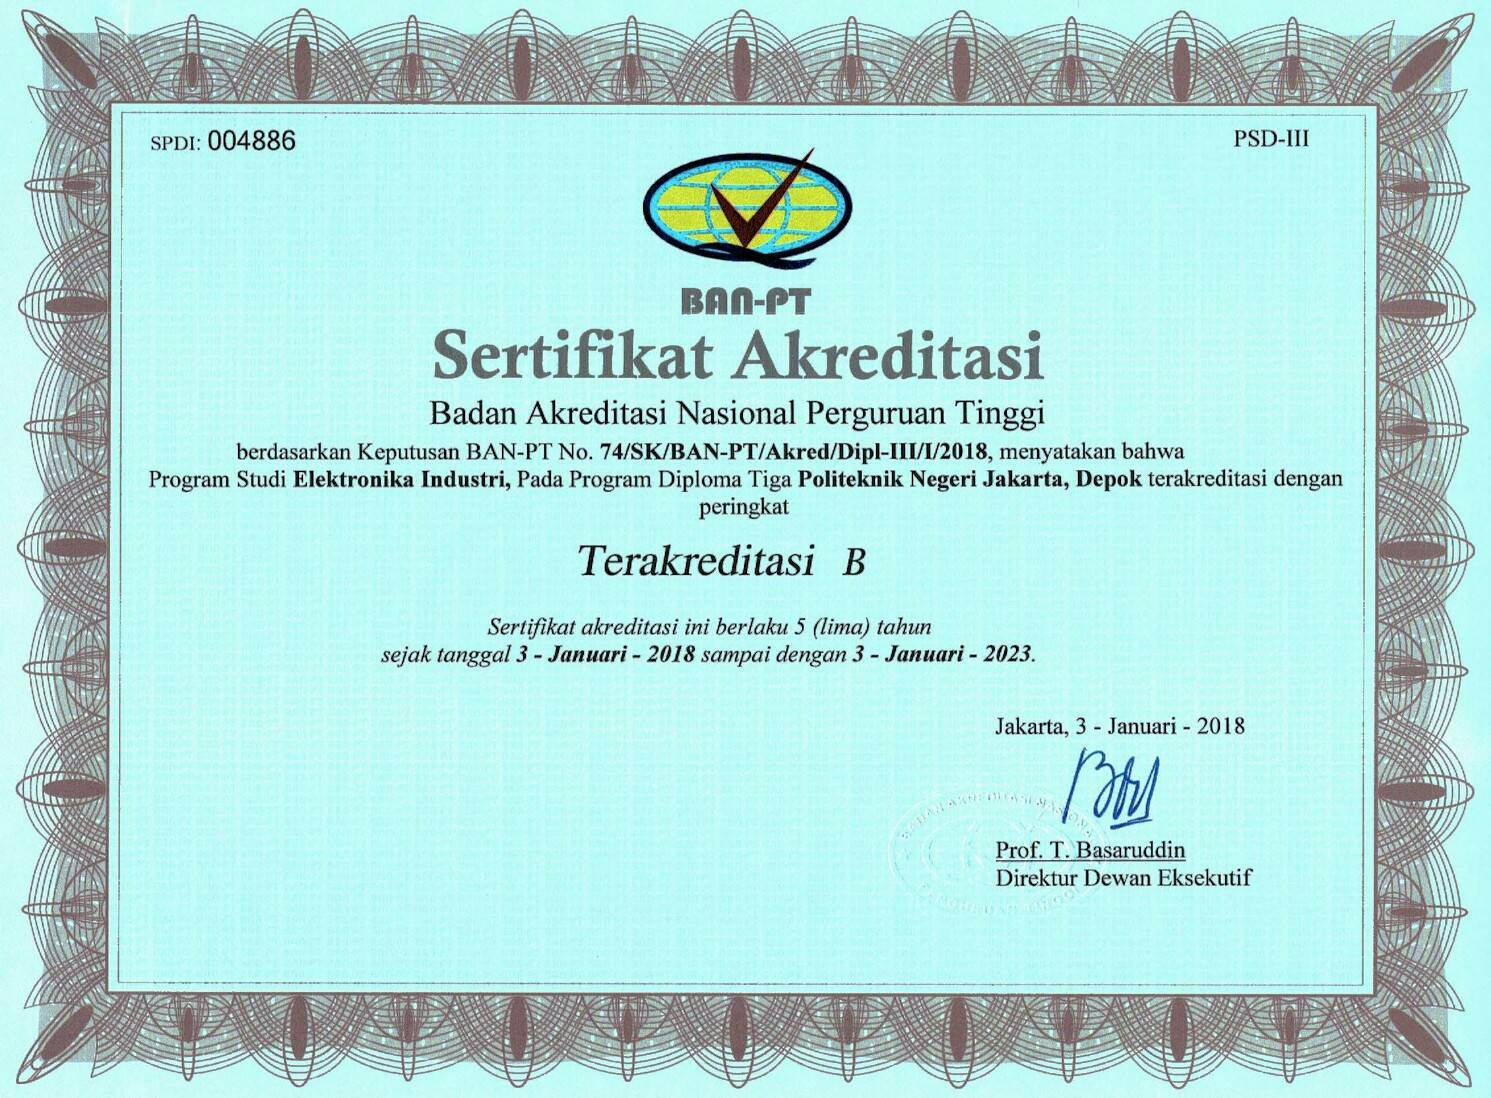 SPDI: 004886
PSD-III
BAN-PT
Sertifikat Akreditasi
Badan Akreditasi Nasional Perguruan Tinggi
berdasarkan Keputusan BAN-PT No. 74/SK/BAN-PT/Akred/Dipl-III/I/2018, menyatakan bahwa
Program Studi Elektronika Industri, Pada Program Diploma Tiga Politeknik Negeri Jakarta, Depok terakreditasi dengan
peringkat
Terakreditasi B
Sertifikat akreditasi ini berlaku 5 (lima) tahun
sejak tanggal 3 - Januari - 2018 sampai dengan 3 - Januari - 2023.
Jakarta, 3 - Januari - 2018
BADAN AKREDITASI NASIONAL
Prof. T. Basaruddin
Direktur Dewan Eksekutif